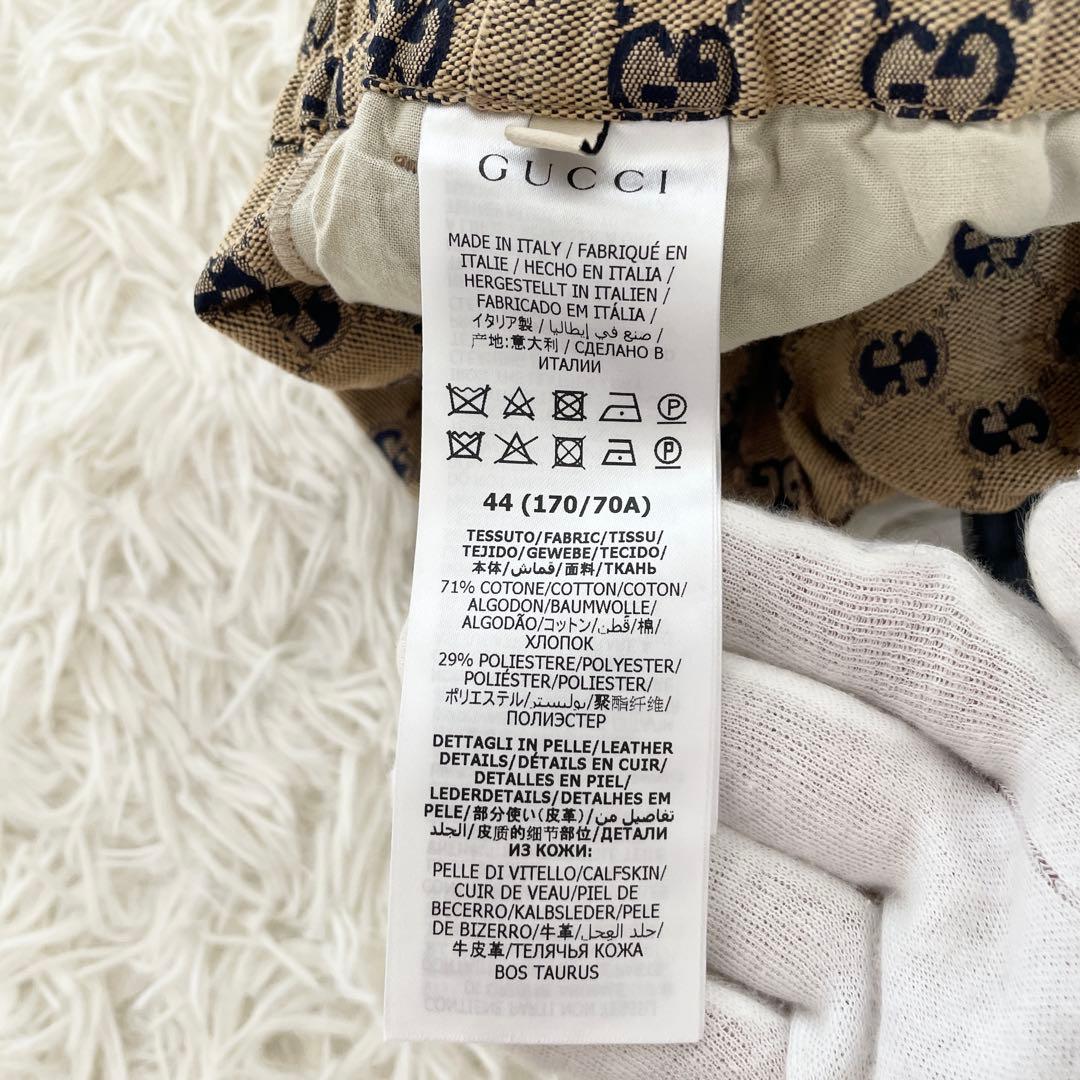 GUCCI
MADE IN ITALY / FABRIQUÉ EN
ITALIE / HECHO EN ITALIA /
HERGESTELLT IN ITALIEN /
FABRICADO EM ITÁLIA /
イタリア製 / صنع في إيطاليا /
产地:意大利 / СДЕЛАНО В
ИТАЛИИ
44 (170/70A)
TESSUTO/FABRIC/TISSU/
TEJIDO/GEWEBE/TECIDO/
本体/قماش/面料/ТКАНЬ
71% COTONE/COTTON/COTON/
ALGODON/BAUMWOLLE/
ALGODÃO/コットン/قطن/棉/
ХЛОПОК
29% POLIESTERE/POLYESTER/
POLIÉSTER/POLIESTER/
ポリエステル/بوليستر/聚酯纤维/
ПОЛИЭСТЕР
DETTAGLI IN PELLE/LEATHER
DETAILS/DÉTAILS EN CUIR/
DETALLES EN PIEL/
LEDERDETAILS/DETALHES EM
PELE/部分使い(皮革)/تفاصيل من
الجلد/皮质的细节部位/ДЕТАЛИ
ИЗ КОЖИ:
PELLE DI VITELLO/CALFSKIN/
CUIR DE VEAU/PIEL DE
BECERRO/KALBSLEDER/PELE
DE BIZERRO/牛革/جلد العجل/
牛皮革/ТЕЛЯЧЬЯ КОЖА
BOS TAURUS